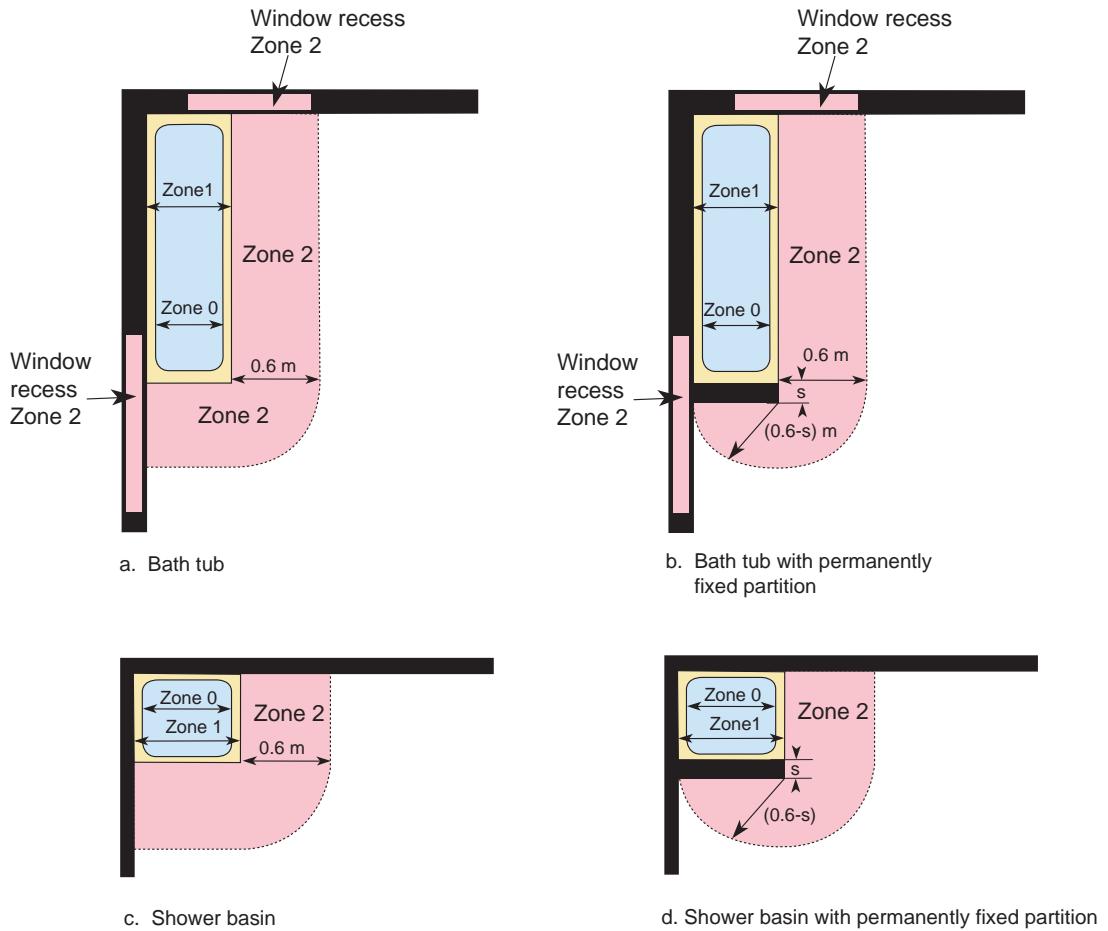 Window recess
Zone 2
Zone1
Zone 2
Zone 0
0.6 m
Window
recess
Zone 2
Zone 2
a. Bath tub
Window recess
Zone 2
Zone1
Zone 2
Zone 0
0.6 m
s
(0.6-s) m
Window
recess
Zone 2
b. Bath tub with permanently
fixed partition
Zone 0
Zone 1
Zone 2
0.6 m
c. Shower basin
Zone 0
Zone1
Zone 2
s
(0.6-s)
d. Shower basin with permanently fixed partition